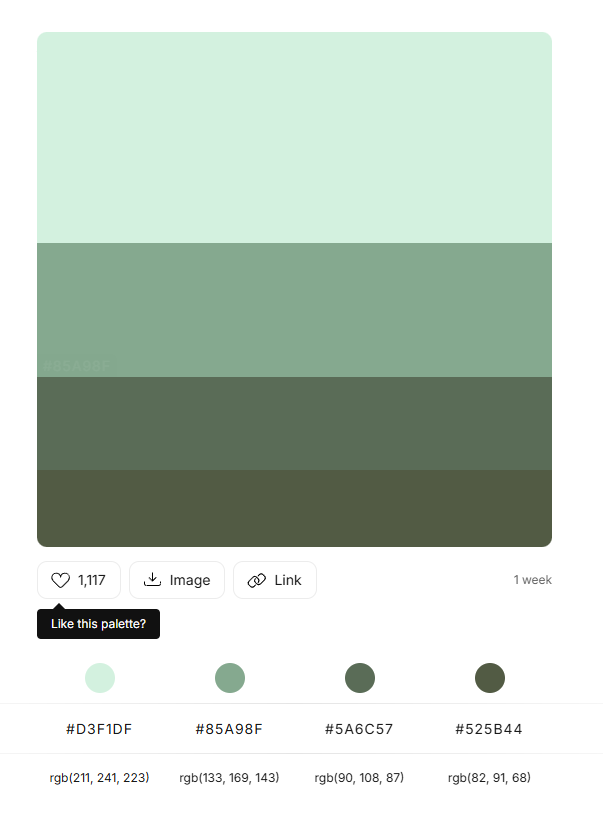 #85A98F
1,117 Image Link 1 week
Like this palette?
#D3F1DF #85A98F #5A6C57 #525B44
rgb(211, 241, 223) rgb(133, 169, 143) rgb(90, 108, 87) rgb(82, 91, 68)